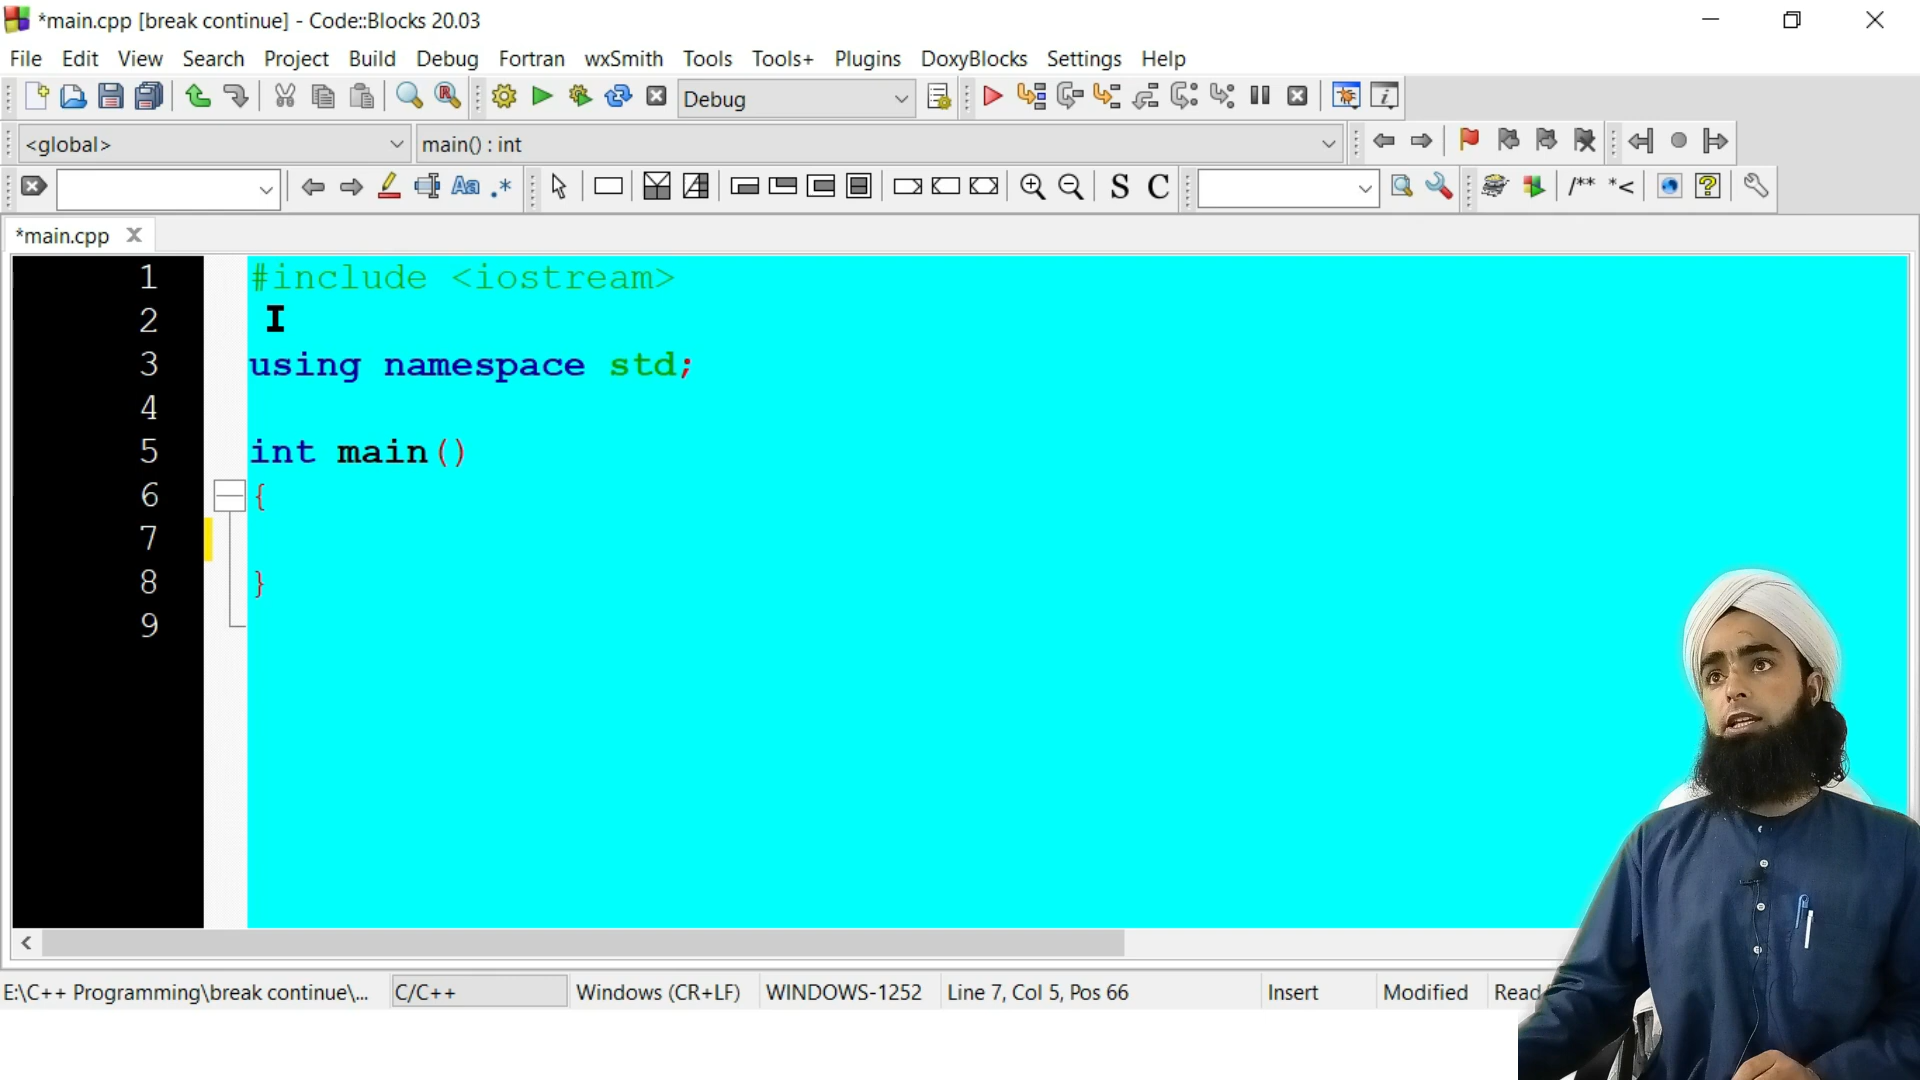 *main.cpp [break continue] - Code::Blocks 20.03
File Edit View Search Project Build Debug Fortran wxSmith Tools Tools+ Plugins DoxyBlocks Settings Help
Debug
<global> main() : int
S C /** *<
*main.cpp
1 #include <iostream>
2
3 using namespace std;
4
5 int main()
6 {
7
8 }
9
E:\C++ Programming\break continue\... C/C++ Windows (CR+LF) WINDOWS-1252 Line 7, Col 5, Pos 66 Insert Modified Read